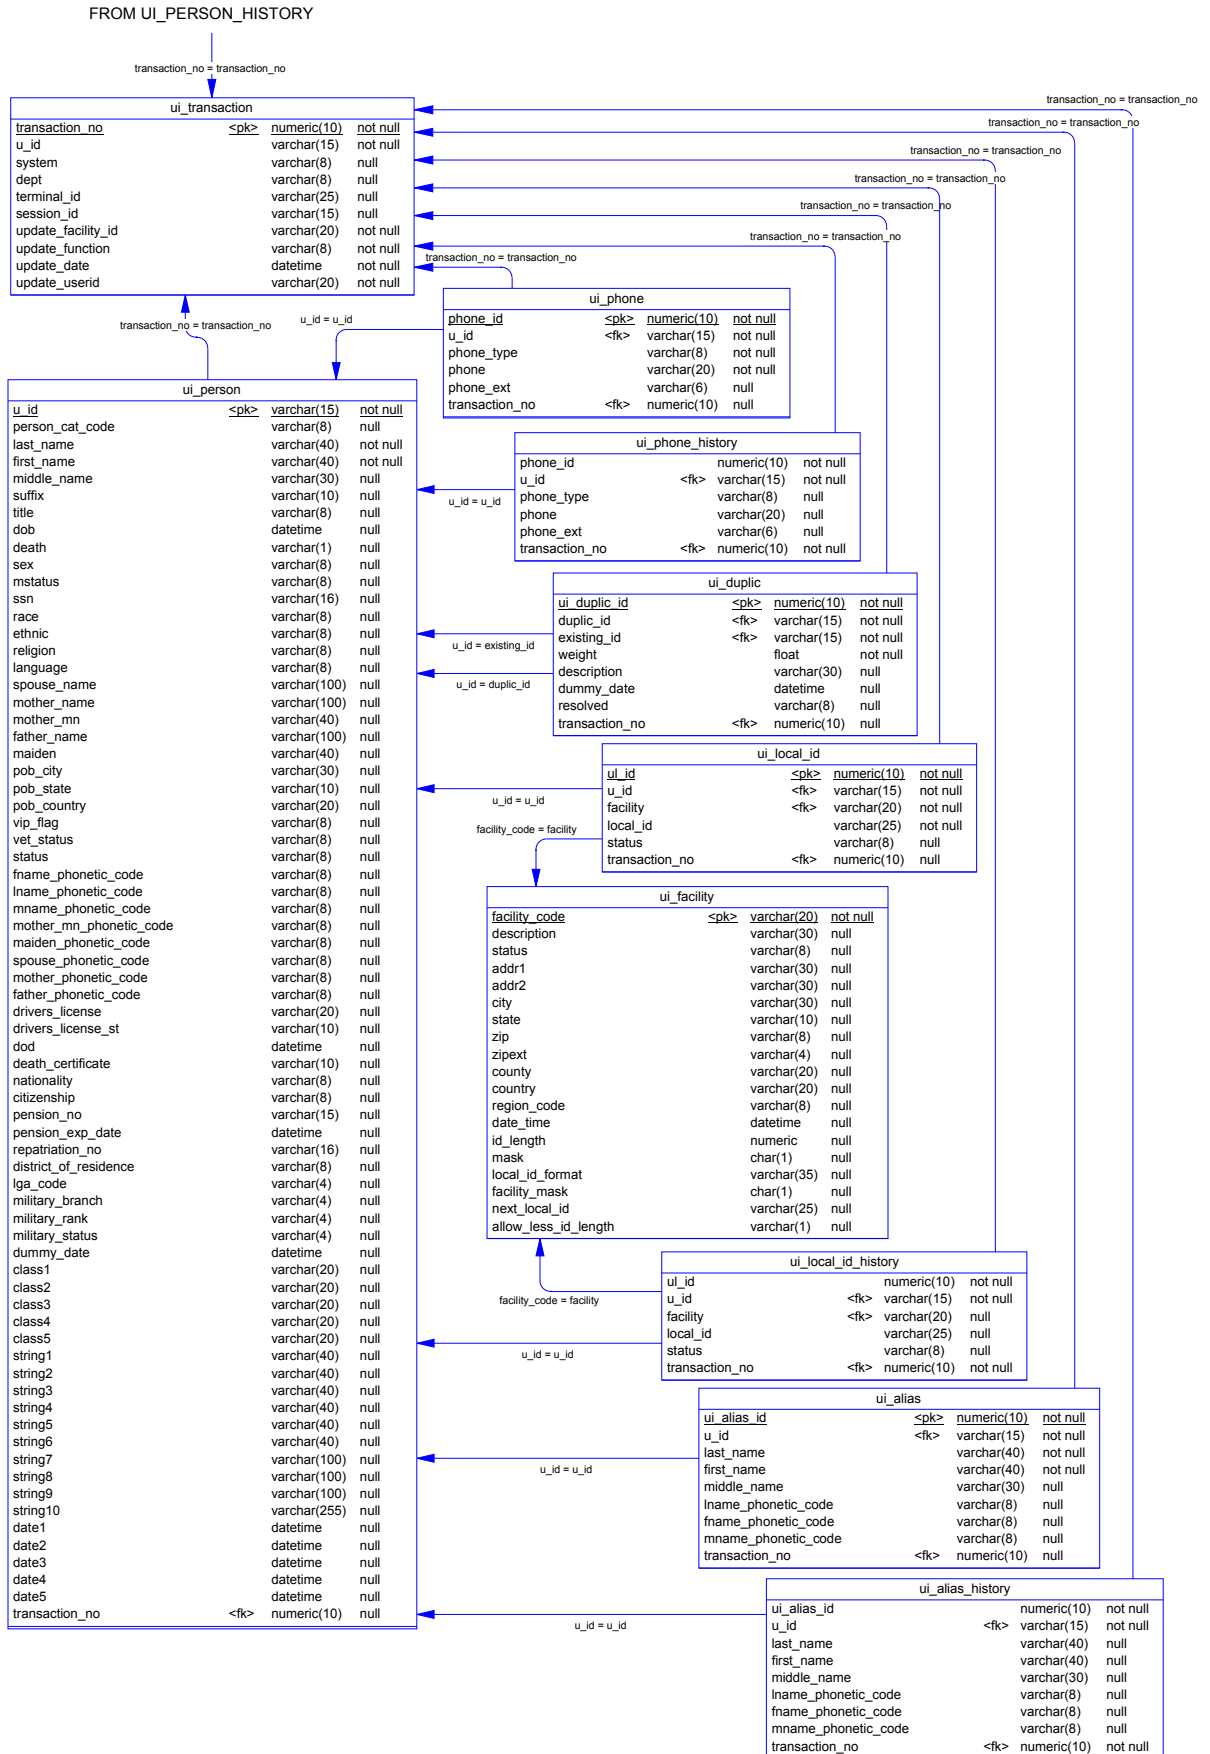 FROM UI_PERSON_HISTORY
transaction_no = transaction_no
ui_transaction
transaction_no <pk> numeric(10) not null
u_id varchar(15) not null
system varchar(8) null
dept varchar(8) null
terminal_id varchar(25) null
session_id varchar(15) null
update_facility_id varchar(20) not null
update_function varchar(8) not null
update_date datetime not null
update_userid varchar(20) not null
transaction_no = transaction_no
transaction_no = transaction_no
transaction_no = transaction_no
transaction_no = transaction_no
transaction_no = transaction_no
transaction_no = transaction_no
transaction_no = transaction_no
transaction_no = transaction_no
u_id = u_id
ui_phone
phone_id <pk> numeric(10) not null
u_id <fk> varchar(15) not null
phone_type varchar(8) not null
phone varchar(20) not null
phone_ext varchar(6) null
transaction_no <fk> numeric(10) null
ui_person
u_id <pk> varchar(15) not null
person_cat_code varchar(8) null
last_name varchar(40) not null
first_name varchar(40) not null
middle_name varchar(30) null
suffix varchar(10) null
title varchar(8) null
dob datetime null
death varchar(1) null
sex varchar(8) null
mstatus varchar(8) null
ssn varchar(16) null
race varchar(8) null
ethnic varchar(8) null
religion varchar(8) null
language varchar(8) null
spouse_name varchar(100) null
mother_name varchar(100) null
mother_mn varchar(40) null
father_name varchar(100) null
maiden varchar(40) null
pob_city varchar(30) null
pob_state varchar(10) null
pob_country varchar(20) null
vip_flag varchar(8) null
vet_status varchar(8) null
status varchar(8) null
fname_phonetic_code varchar(8) null
lname_phonetic_code varchar(8) null
mname_phonetic_code varchar(8) null
mother_mn_phonetic_code varchar(8) null
maiden_phonetic_code varchar(8) null
spouse_phonetic_code varchar(8) null
mother_phonetic_code varchar(8) null
father_phonetic_code varchar(8) null
drivers_license varchar(20) null
drivers_license_st varchar(10) null
dod datetime null
death_certificate varchar(10) null
nationality varchar(8) null
citizenship varchar(8) null
pension_no varchar(15) null
pension_exp_date datetime null
repatriation_no varchar(16) null
district_of_residence varchar(8) null
lga_code varchar(4) null
military_branch varchar(4) null
military_rank varchar(4) null
military_status varchar(4) null
dummy_date datetime null
class1 varchar(20) null
class2 varchar(20) null
class3 varchar(20) null
class4 varchar(20) null
class5 varchar(20) null
string1 varchar(40) null
string2 varchar(40) null
string3 varchar(40) null
string4 varchar(40) null
string5 varchar(40) null
string6 varchar(40) null
string7 varchar(100) null
string8 varchar(100) null
string9 varchar(100) null
string10 varchar(255) null
date1 datetime null
date2 datetime null
date3 datetime null
date4 datetime null
date5 datetime null
transaction_no <fk> numeric(10) null
ui_phone_history
phone_id numeric(10) not null
u_id <fk> varchar(15) not null
phone_type varchar(8) null
phone varchar(20) null
phone_ext varchar(6) null
transaction_no <fk> numeric(10) not null
u_id = u_id
ui_duplic
ui_duplic_id <pk> numeric(10) not null
duplic_id <fk> varchar(15) not null
existing_id <fk> varchar(15) not null
weight float not null
description varchar(30) null
dummy_date datetime null
resolved varchar(8) null
transaction_no <fk> numeric(10) null
u_id = existing_id
u_id = duplic_id
ui_local_id
ul_id <pk> numeric(10) not null
u_id <fk> varchar(15) not null
facility <fk> varchar(20) not null
local_id varchar(25) not null
status varchar(8) null
transaction_no <fk> numeric(10) null
u_id = u_id
facility_code = facility
ui_facility
facility_code <pk> varchar(20) not null
description varchar(30) null
status varchar(8) null
addr1 varchar(30) null
addr2 varchar(30) null
city varchar(30) null
state varchar(10) null
zip varchar(8) null
zipext varchar(4) null
county varchar(20) null
country varchar(20) null
region_code varchar(8) null
date_time datetime null
id_length numeric null
mask char(1) null
local_id_format varchar(35) null
facility_mask char(1) null
next_local_id varchar(25) null
allow_less_id_length varchar(1) null
facility_code = facility
ui_local_id_history
ul_id numeric(10) not null
u_id <fk> varchar(15) not null
facility <fk> varchar(20) null
local_id varchar(25) null
status varchar(8) null
transaction_no <fk> numeric(10) not null
u_id = u_id
ui_alias
ui_alias_id <pk> numeric(10) not null
u_id <fk> varchar(15) not null
last_name varchar(40) not null
first_name varchar(40) not null
middle_name varchar(30) null
lname_phonetic_code varchar(8) null
fname_phonetic_code varchar(8) null
mname_phonetic_code varchar(8) null
transaction_no <fk> numeric(10) null
u_id = u_id
ui_alias_history
ui_alias_id numeric(10) not null
u_id <fk> varchar(15) not null
last_name varchar(40) null
first_name varchar(40) null
middle_name varchar(30) null
lname_phonetic_code varchar(8) null
fname_phonetic_code varchar(8) null
mname_phonetic_code varchar(8) null
transaction_no <fk> numeric(10) not null
u_id = u_id